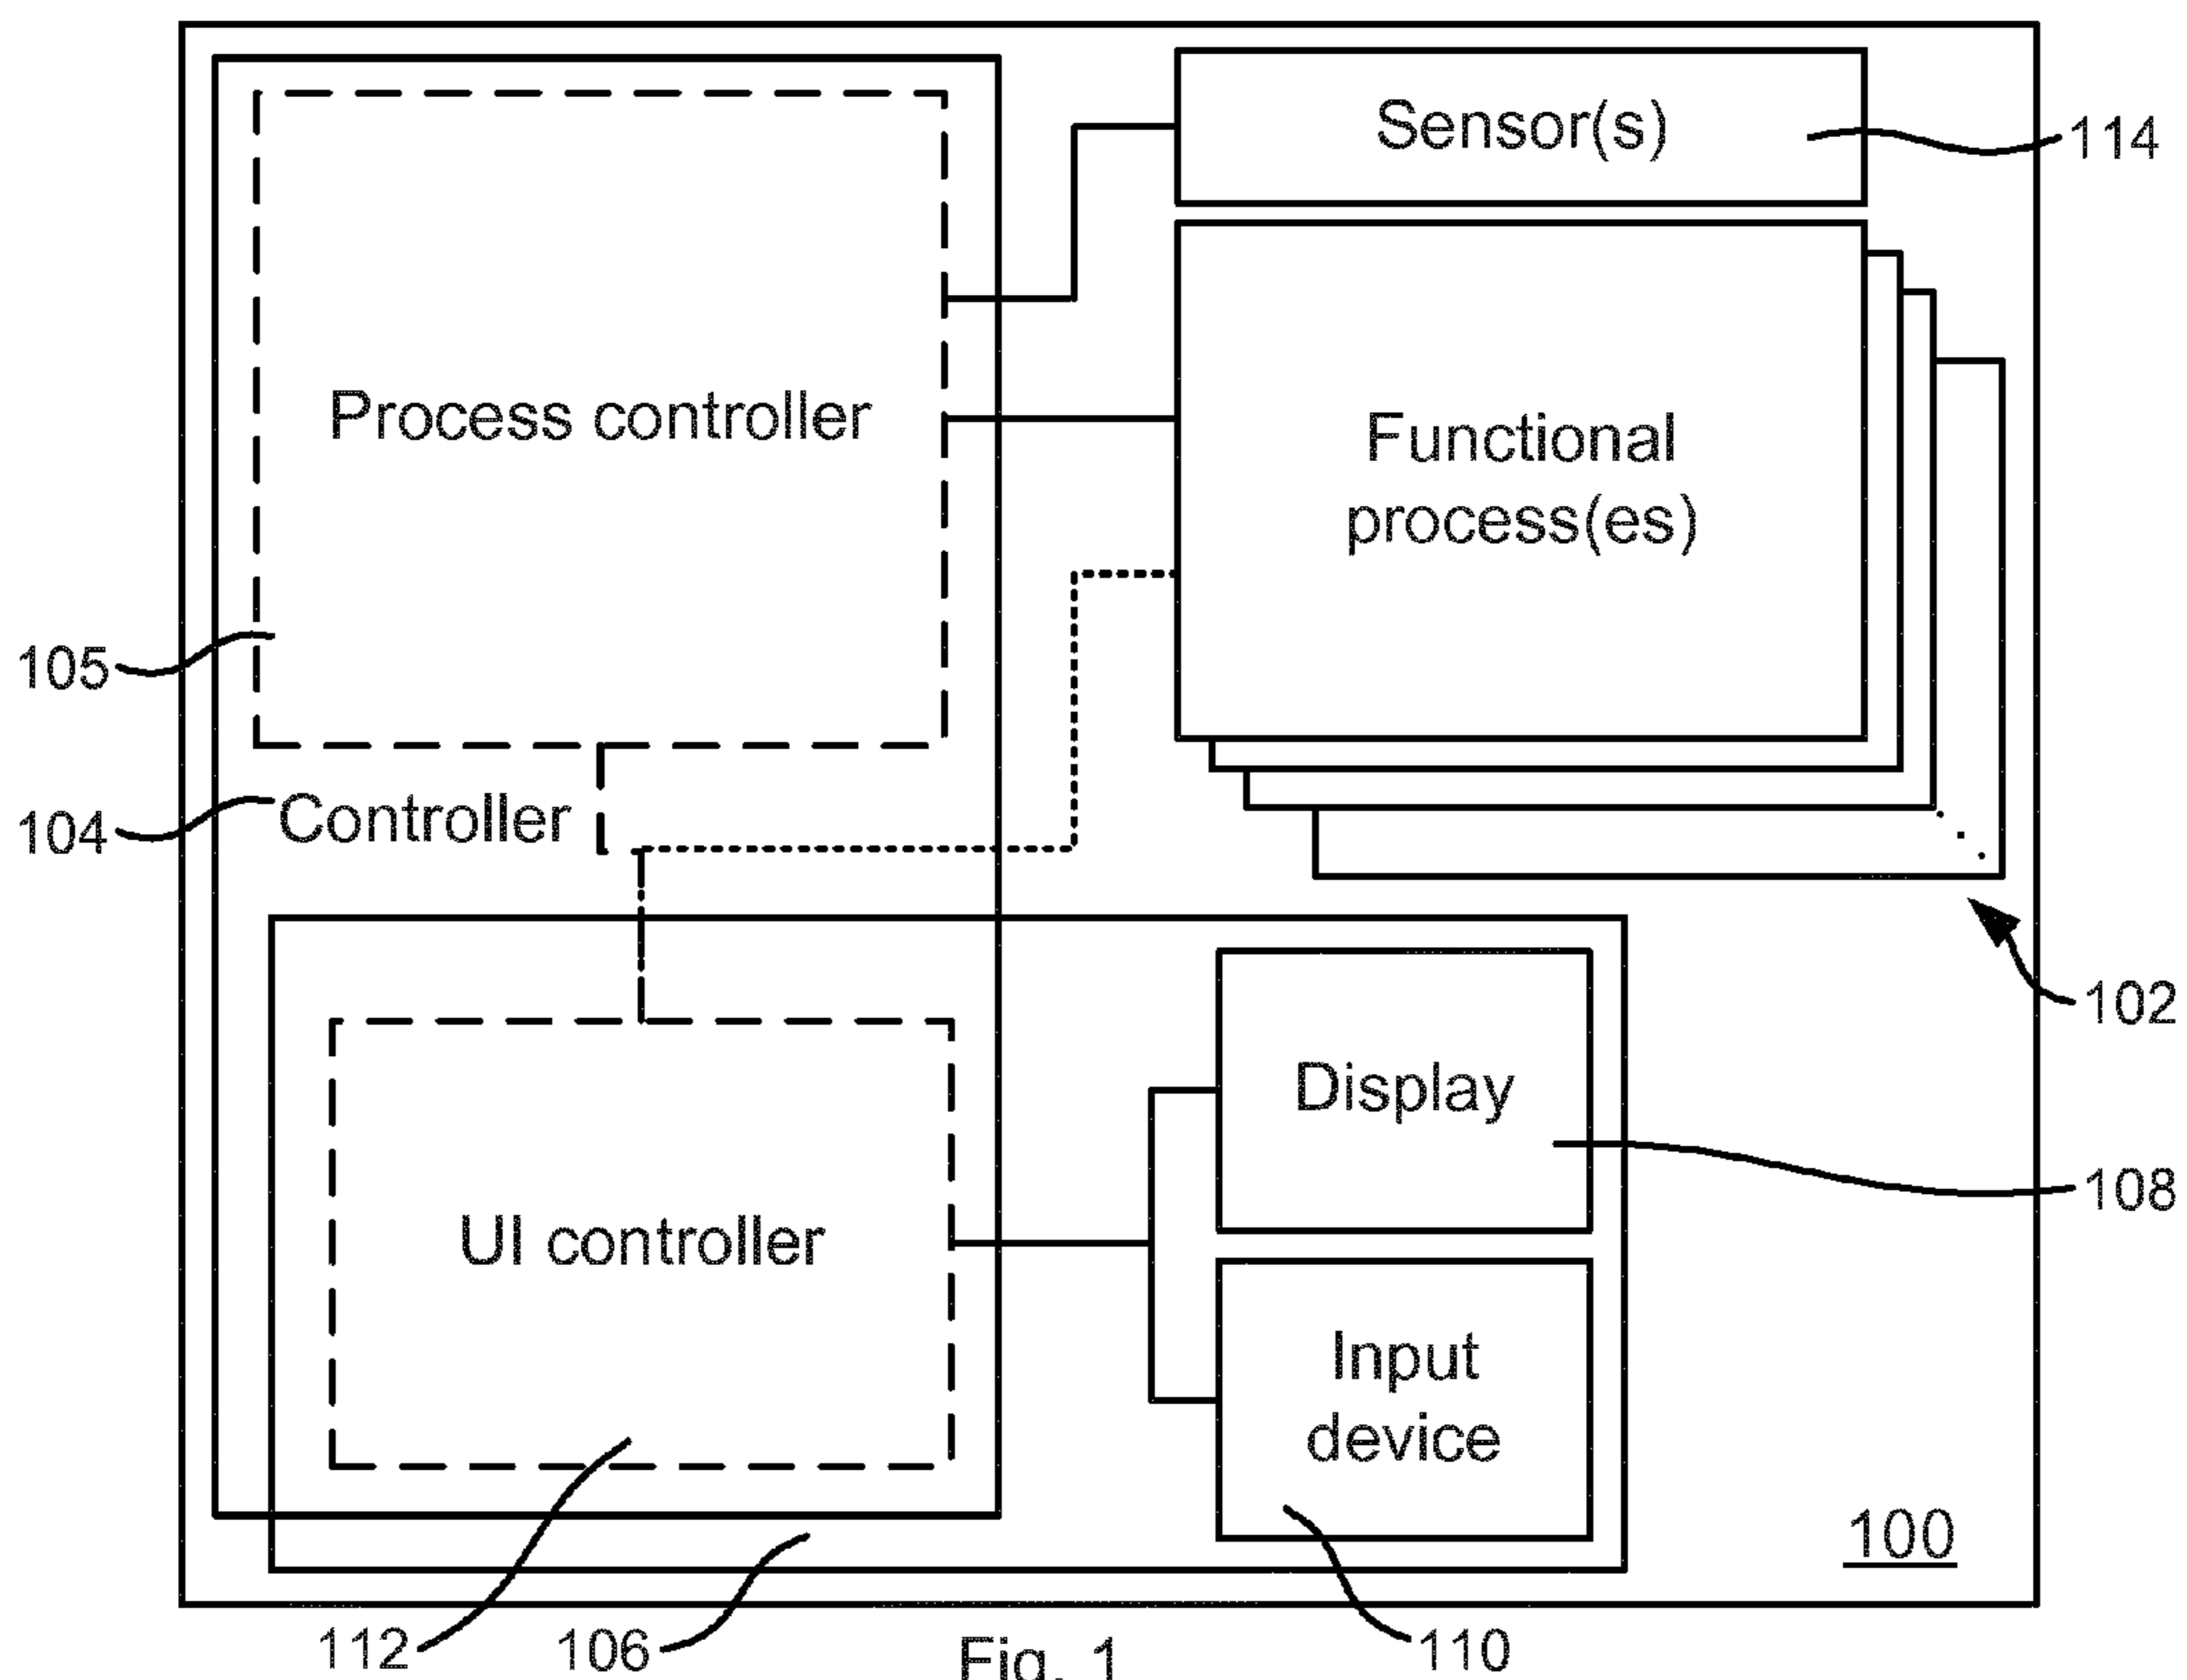 Sensor(s)
114
Process controller
Functional
process(es)
105
Controller
104
102
Display
108
UI controller
Input
device
100
112
106
110
Fig. 1